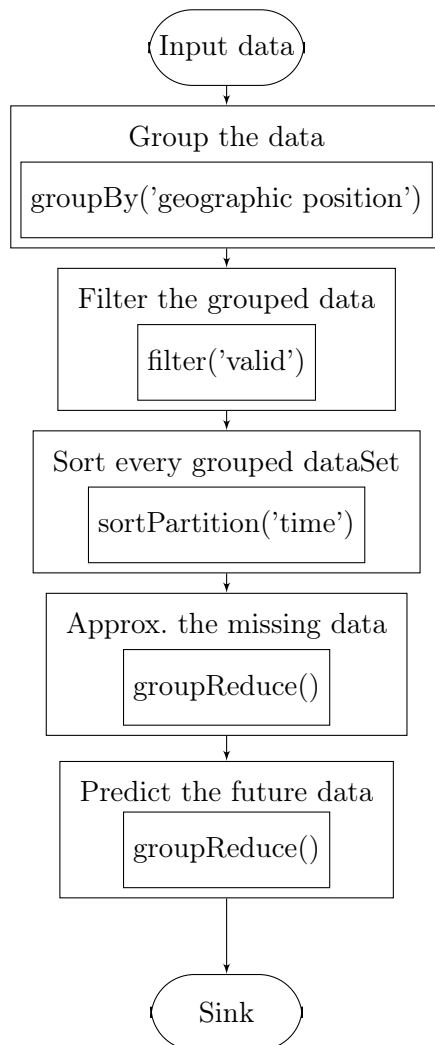 Input data
Group the data
groupBy('geographic position')
Filter the grouped data
filter('valid')
Sort every grouped dataSet
sortPartition('time')
Approx. the missing data
groupReduce()
Predict the future data
groupReduce()
Sink